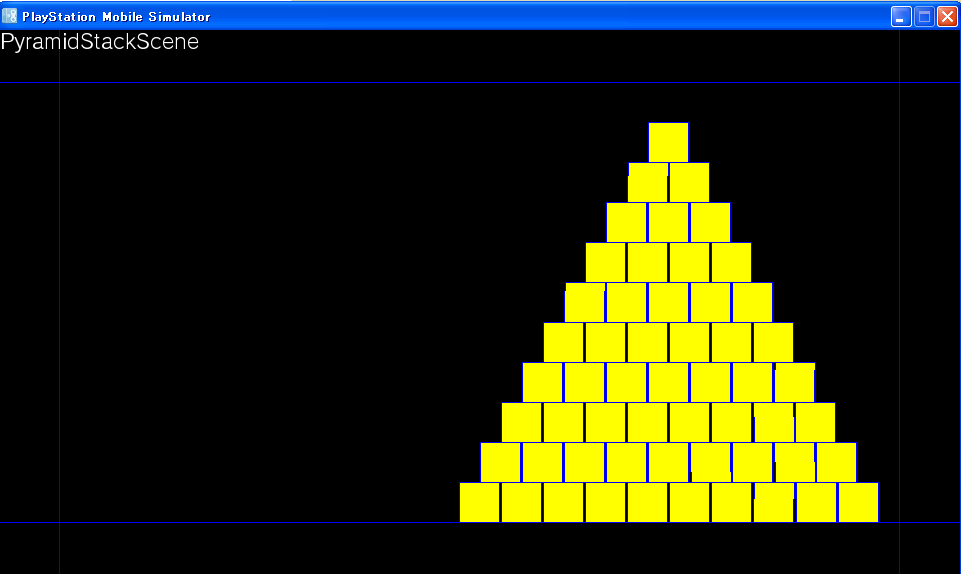 PlayStation Mobile Simulator
PyramidStackScene